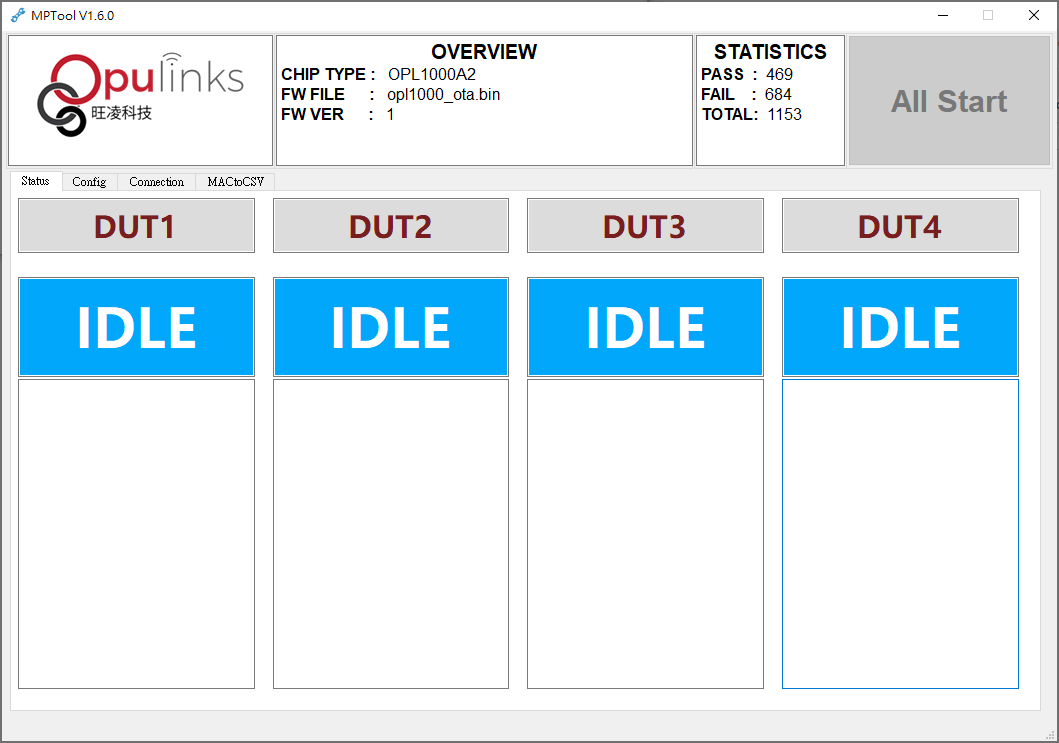 MPTool V1.6.0
Opulinks
旺凌科技
OVERVIEW
CHIP TYPE : OPL1000A2
FW FILE : opl1000_ota.bin
FW VER : 1
STATISTICS
PASS : 469
FAIL : 684
TOTAL: 1153
All Start
Status Config Connection MACtoCSV
DUT1 DUT2 DUT3 DUT4
IDLE IDLE IDLE IDLE